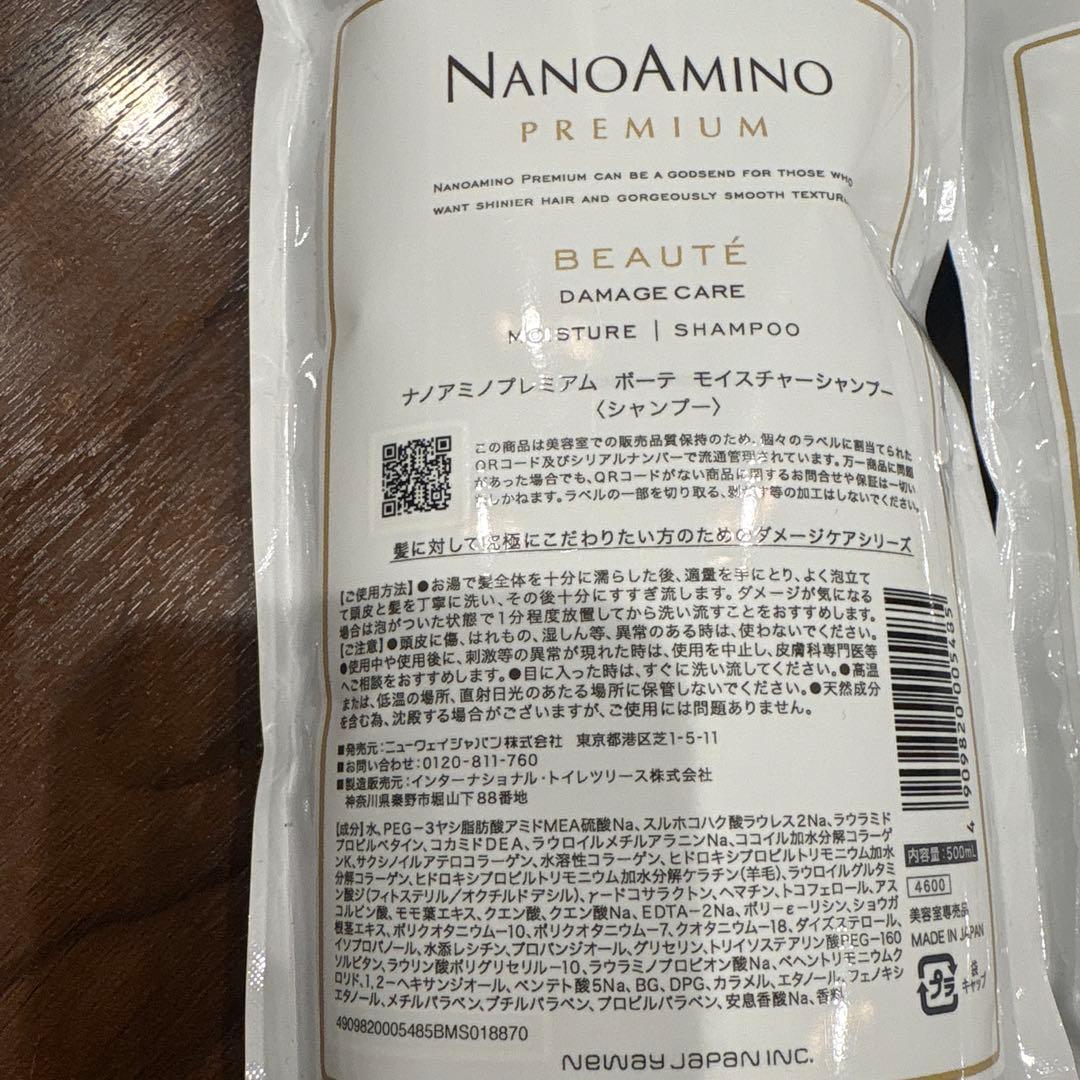 NANOAMINO
PREMIUM
NANOAMINO PREMIUM CAN BE A GODSEND FOR THOSE WHO
WANT SHINIER HAIR AND GORGEOUSLY SMOOTH
BEAUTÉ
DAMAGE CARE
MOISTURE | SHAMPOO
ナノアミノプレミアム ボーテ モイスチャーシャンプー
〈シャンプー〉
この商品は美容室での販売品質保持のため、個々のラベルに割当てられた
QRコード及びシリアルナンバーで流通管理されています。万一商品に問題
があった場合でも、QRコードがない商品に関するお問合せや保証は一切い
たしかねます。ラベルの一部を切り取る、剥がす等の加工はしないでください。
髪に対して究極にこだわりたい方のためのダメージケアシリーズ
【ご使用方法】●お湯で髪全体を十分に濡らした後、適量を手にとり、よく泡立て
て頭皮と髪を丁寧に洗い、その後十分にすすぎ流します。ダメージが気になる
場合は泡がついた状態で1分程度放置してから洗い流すことをおすすめします。
【ご注意】●頭皮に傷、はれもの、湿しん等、異常のある時は、使わないでください。
●使用中や使用後に、刺激等の異常が現れた時は、使用を中止し、皮膚科専門医等
へご相談をおすすめします。●目に入った時は、すぐに洗い流してください。●高温
または、低温の場所、直射日光のあたる場所に保管しないでください。●天然成分
を含む為、沈殿する場合がございますが、ご使用には問題ありません。
■発売元：ニューウェイジャパン株式会社 東京都港区芝1-5-11
■お問い合わせ：0120-811-760
■製造販売元：インターナショナル・トイレツリース株式会社
神奈川県秦野市堀山下88番地
【成分】水、PEG-3ヤシ脂肪酸アミドMEA硫酸Na、スルホコハク酸ラウレス2Na、ラウラミド
プロピルベタイン、コカミドDEA、ラウロイルメチルアラニンNa、ココイル加水分解コラーゲ
ンK、サクシノイルアテロコラーゲン、水溶性コラーゲン、ヒドロキシプロピルトリモニウム加水
分解コラーゲン、ヒドロキシプロピルトリモニウム加水分解ケラチン(羊毛)、ラウロイルグルタミ
ン酸ジ(フィトステリル/オクチルドデシル)、γ-ドコサラクトン、ヘマチン、トコフェロール、アス
コルビン酸、モモ葉エキス、クエン酸、クエン酸Na、EDTA-2Na、ポリ-ε-リシン、ショウガ
根茎エキス、ポリクオタニウム-10、ポリクオタニウム-7、クオタニウム-18、ダイズステロール、
イソプロパノール、水添レシチン、プロパンジオール、グリセリン、トリイソステアリン酸PEG-160
ソルビタン、ラウリン酸ポリグリセリル-10、ラウラミノプロピオン酸Na、ベヘントリモニウムク
ロリド、1,2-ヘキサンジオール、ペンテト酸5Na、BG、DPG、カラメル、エタノール、フェノキシ
エタノール、メチルパラベン、ブチルパラベン、プロピルパラベン、安息香酸Na、香料
4909820005485BMS018870
4 909820 005485
内容量：500mL
4600
美容室専売品
MADE IN JAPAN
プラ
袋
キャップ
NEWAY JAPAN INC.